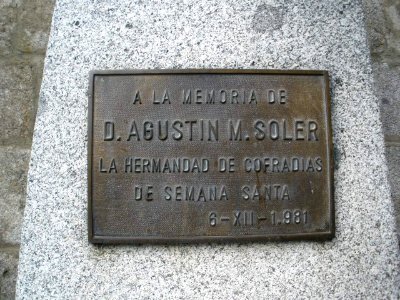 A LA MEMORIA DE
D. AGUSTIN M. SOLER
LA HERMANDAD DE COFRADIAS
DE SEMANA SANTA
6-XII-1.981